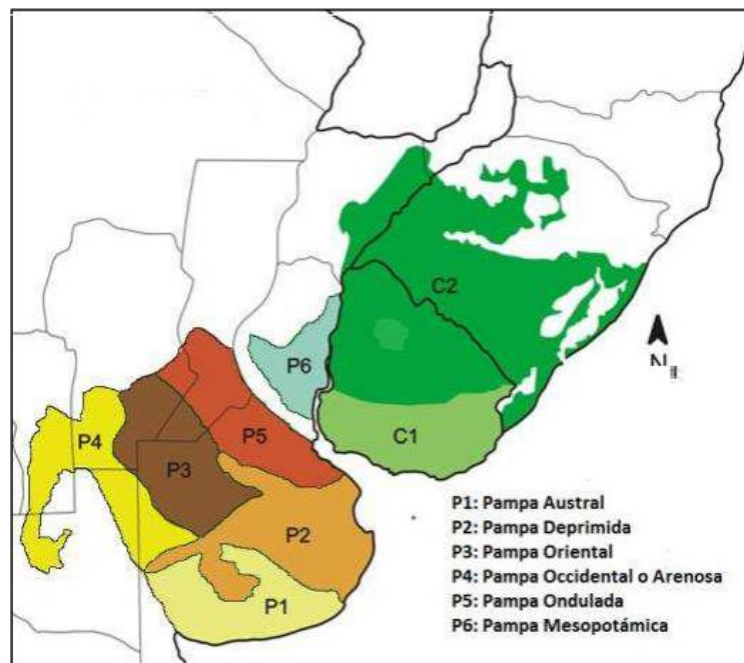 C2
P6
C1
P4
P5
P3
P2
P1
N
P1: Pampa Austral
P2: Pampa Deprimida
P3: Pampa Oriental
P4: Pampa Occidental o Arenosa
P5: Pampa Ondulada
P6: Pampa Mesopotámica